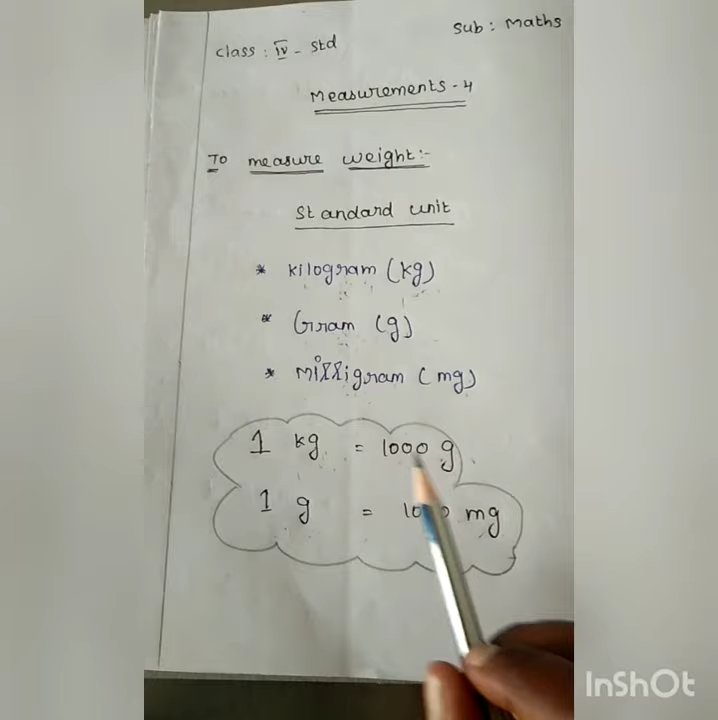 Class : IV - Std
Sub : Maths
Measurements - 4
To measure weight :-
Standard unit
* kilogram (kg)
* Gram (g)
* Milligram (mg)
1 kg = 1000 g
1 g = mg
InShOt